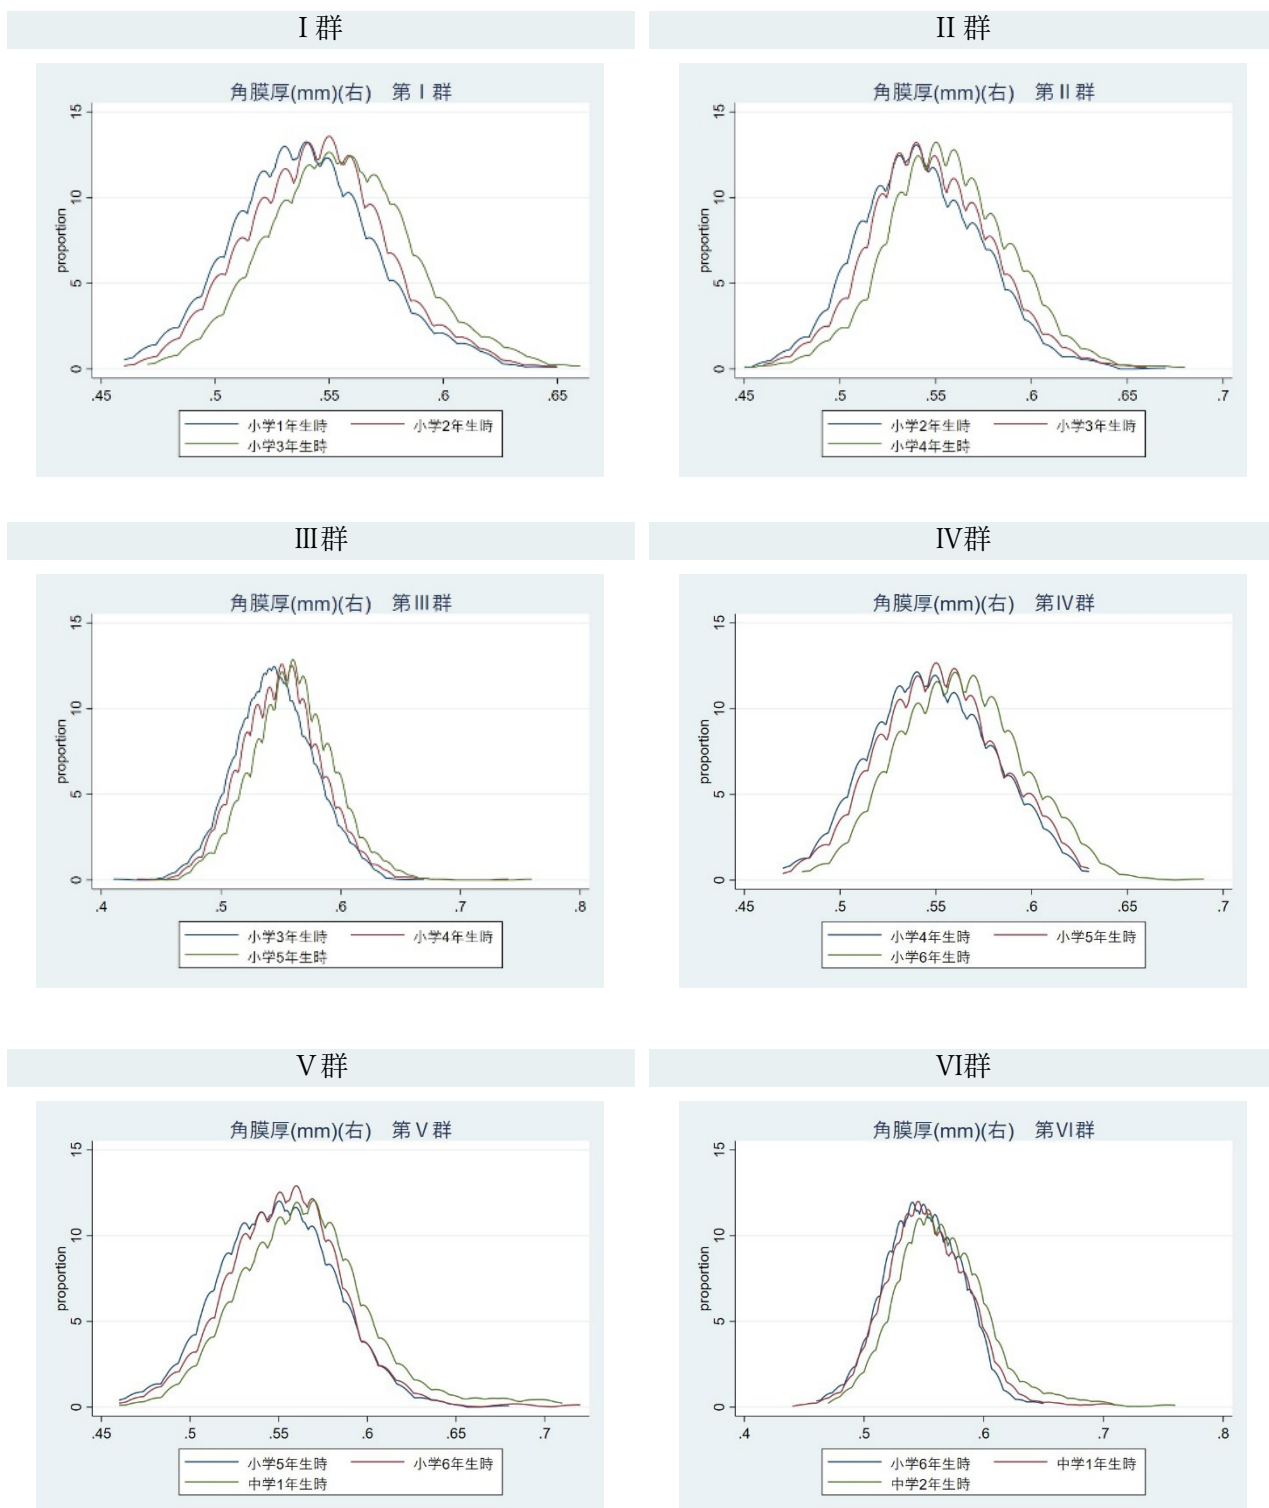 I 群
II 群
角膜厚(mm)(右) 第Ⅰ群
角膜厚(mm)(右) 第Ⅱ群
proportion
15
10
5
0
.45 .5 .55 .6 .65
小学1年生時 小学2年生時
小学3年生時
proportion
15
10
5
0
.45 .5 .55 .6 .65 .7
小学2年生時 小学3年生時
小学4年生時
Ⅲ群
Ⅳ群
角膜厚(mm)(右) 第Ⅲ群
角膜厚(mm)(右) 第Ⅳ群
proportion
15
10
5
0
.4 .5 .6 .7 .8
小学3年生時 小学4年生時
小学5年生時
proportion
15
10
5
0
.45 .5 .55 .6 .65 .7
小学4年生時 小学5年生時
小学6年生時
Ⅴ群
Ⅵ群
角膜厚(mm)(右) 第Ⅴ群
角膜厚(mm)(右) 第Ⅵ群
proportion
15
10
5
0
.45 .5 .55 .6 .65 .7
小学5年生時 小学6年生時
中学1年生時
proportion
15
10
5
0
.4 .5 .6 .7 .8
小学6年生時 中学1年生時
中学2年生時